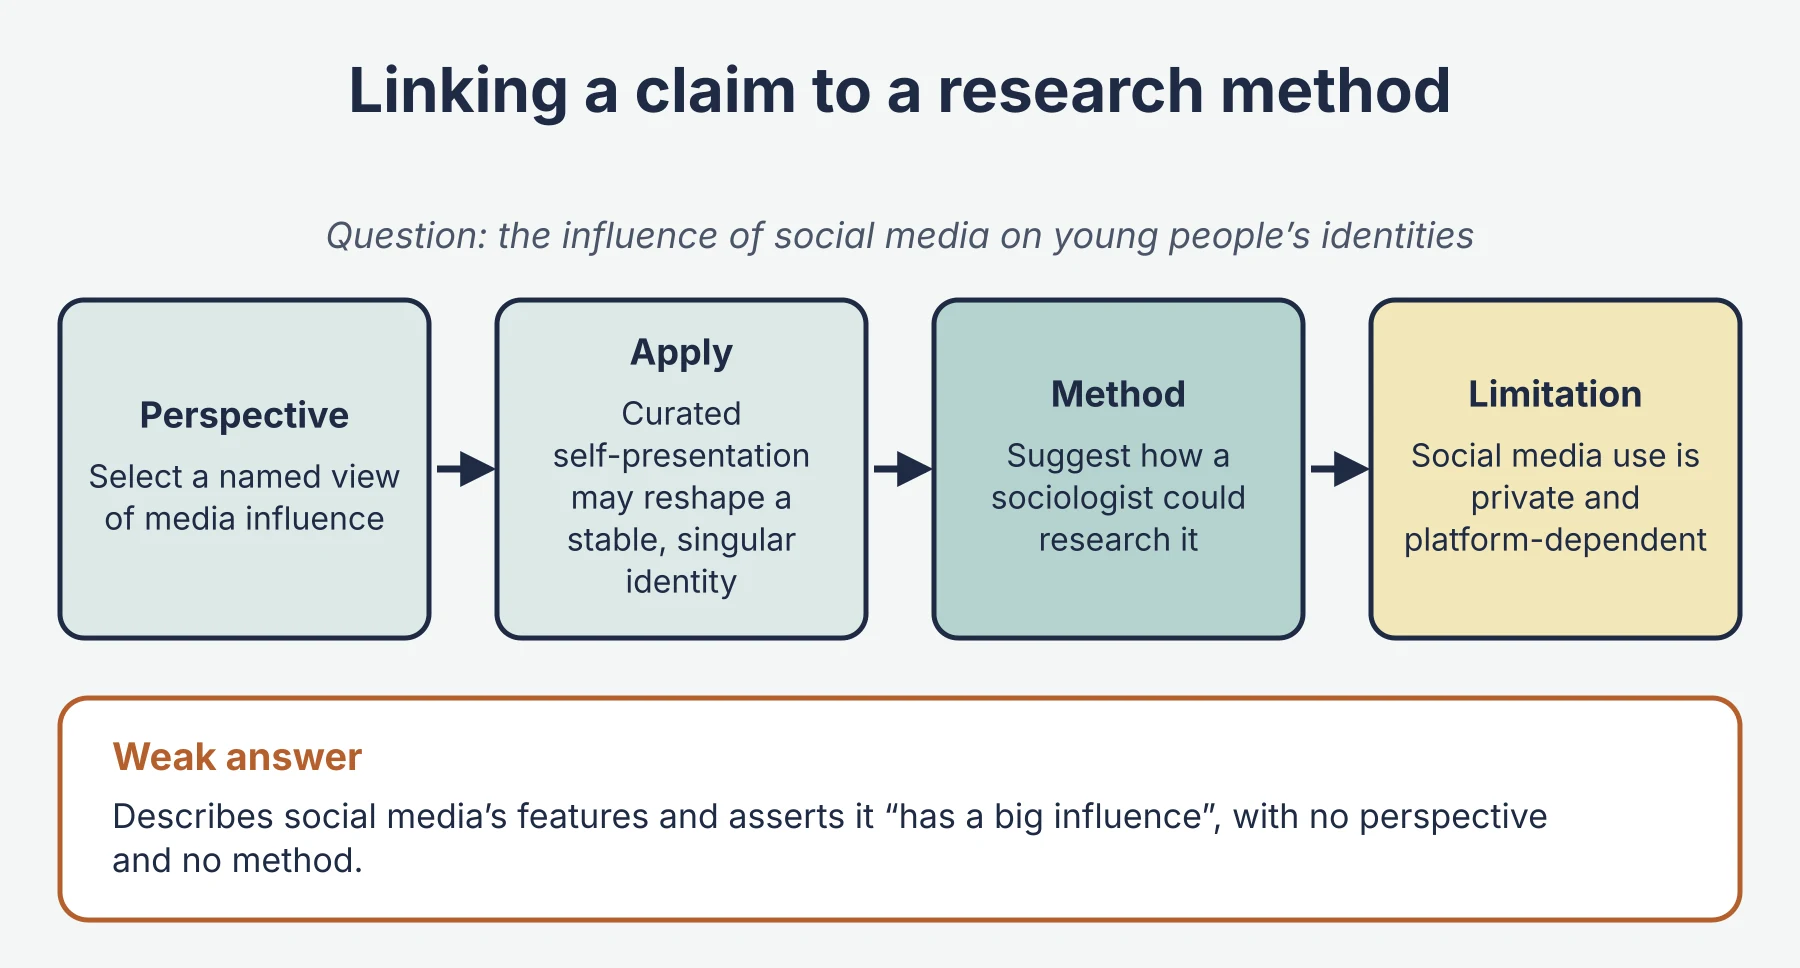 Linking a claim to a research method
Question: the influence of social media on young people’s identities
Perspective
Select a named view
of media influence
Apply
Curated
self-presentation
may reshape a
stable, singular
identity
Method
Suggest how a
sociologist could
research it
Limitation
Social media use is
private and
platform-dependent
Weak answer
Describes social media’s features and asserts it “has a big influence”, with no perspective
and no method.